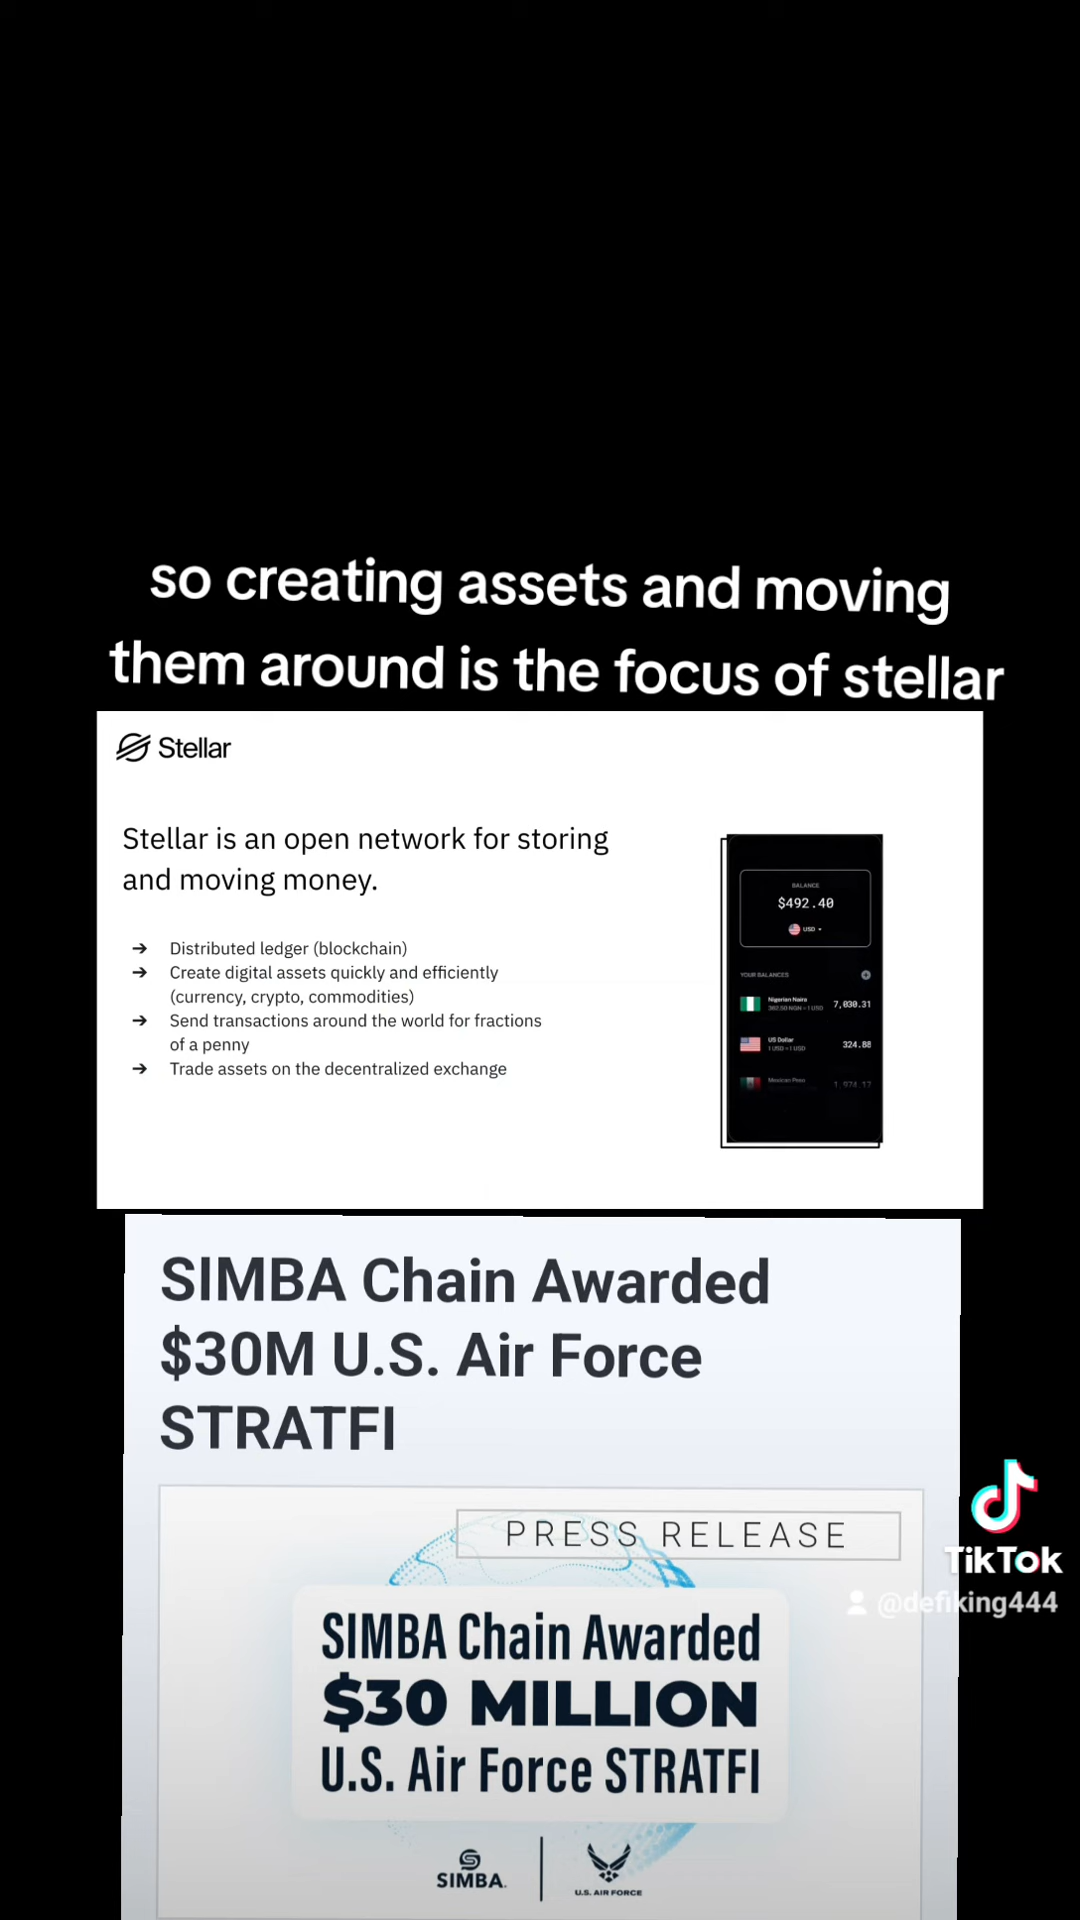 so creating assets and moving
them around is the focus of stellar
Stellar
Stellar is an open network for storing
and moving money.
➔ Distributed ledger (blockchain)
➔ Create digital assets quickly and efficiently
(currency, crypto, commodities)
➔ Send transactions around the world for fractions
of a penny
➔ Trade assets on the decentralized exchange
BALANCE
$492.40
USD
YOUR BALANCES
Nigerian Naira
7,030.31
US Dollar
1 USD = 1 USD
324.88
Mexican Peso
1,974.17
SIMBA Chain Awarded
$30M U.S. Air Force
STRATFI
PRESS RELEASE
SIMBA Chain Awarded
$30 MILLION
U.S. Air Force STRATFI
SIMBA
U.S. AIR FORCE
TikTok
@defiking444